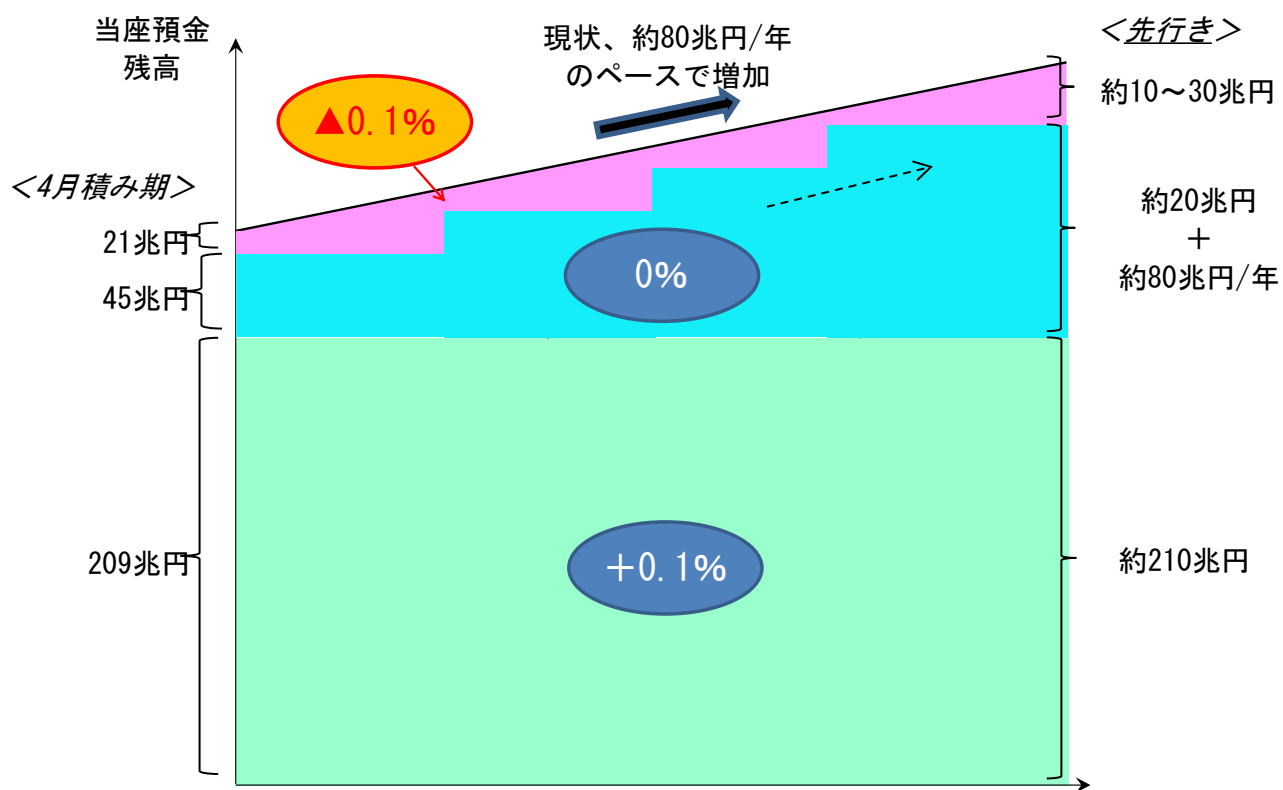 当座預金
残高
現状、約80兆円/年
のペースで増加
＜先行き＞
約10～30兆円
▲0.1%
＜4月積み期＞
21兆円
45兆円
0%
約20兆円
＋
約80兆円/年
209兆円
＋0.1%
約210兆円